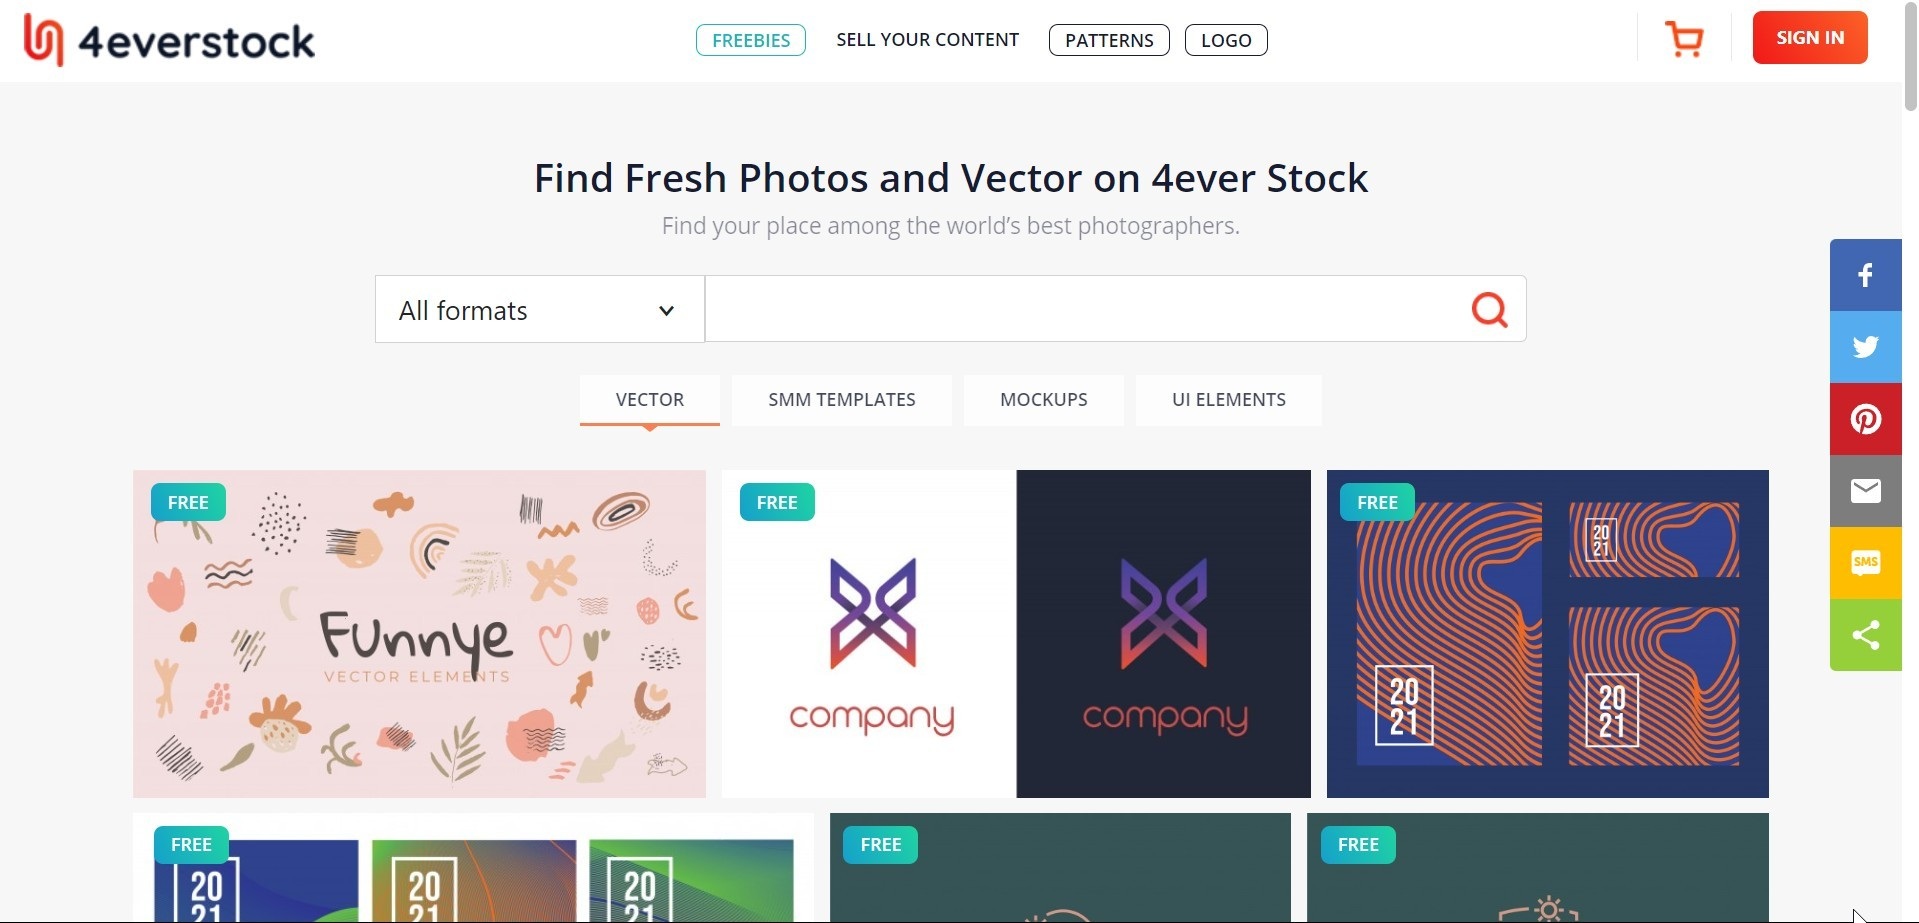 4everstock
FREEBIES
SELL YOUR CONTENT
PATTERNS
LOGO
SIGN IN
Find Fresh Photos and Vector on 4ever Stock
Find your place among the world’s best photographers.
All formats
VECTOR
SMM TEMPLATES
MOCKUPS
UI ELEMENTS
SMS
FREE
Funnye
VECTOR ELEMENTS
FREE
company
company
FREE
20
21
20
21
20
21
FREE
20
21
20
21
20
21
FREE
FREE